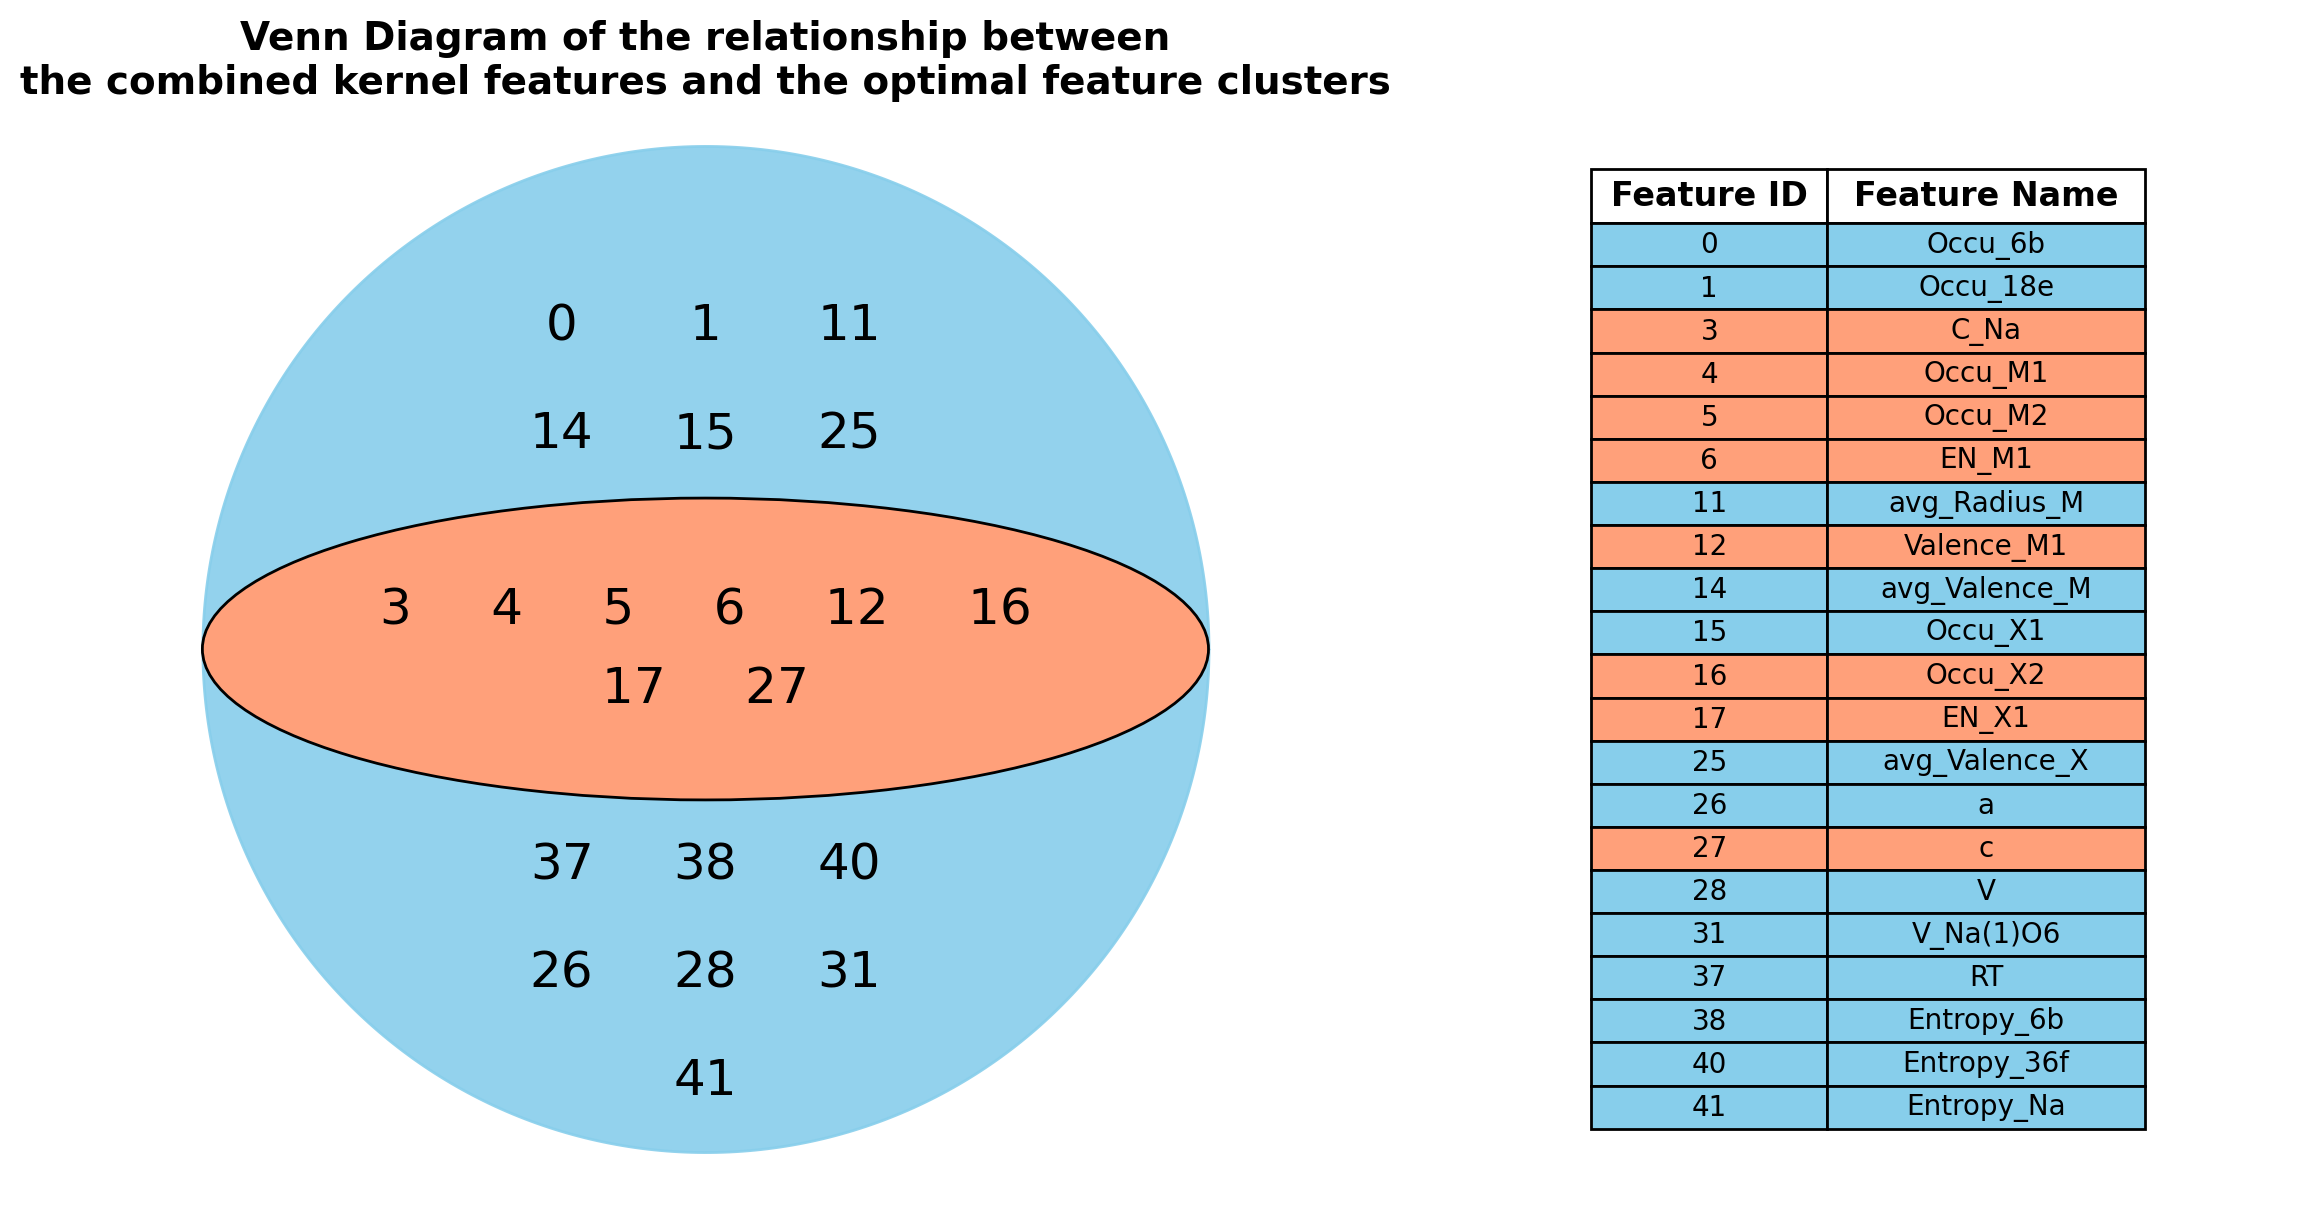 Venn Diagram of the relationship between
the combined kernel features and the optimal feature clusters
0 1 11
14 15 25
3 4 5 6 12 16
17 27
37 38 40
26 28 31
41
Feature ID Feature Name
0 Occu_6b
1 Occu_18e
3 C_Na
4 Occu_M1
5 Occu_M2
6 EN_M1
11 avg_Radius_M
12 Valence_M1
14 avg_Valence_M
15 Occu_X1
16 Occu_X2
17 EN_X1
25 avg_Valence_X
26 a
27 c
28 V
31 V_Na(1)O6
37 RT
38 Entropy_6b
40 Entropy_36f
41 Entropy_Na